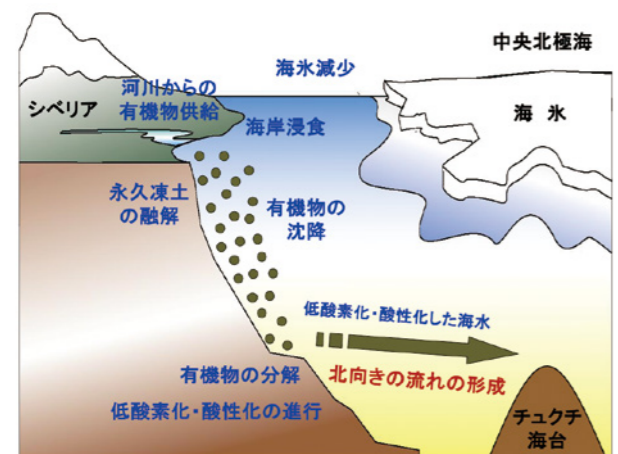 中央北極海
海氷減少
河川からの
有機物供給
シベリア
海岸浸食
海 氷
永久凍土
の融解
有機物の
沈降
低酸素化・酸性化した海水
北向きの流れの形成
有機物の分解
低酸素化・酸性化の進行
チュクチ
海台